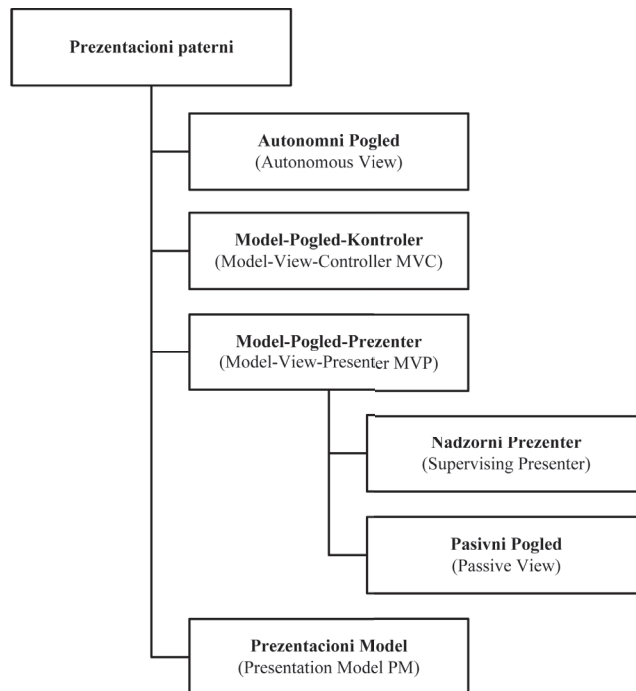 Prezentacioni paterni
Autonomni Pogled
(Autonomous View)
Model-Pogled-Kontroler
(Model-View-Controller MVC)
Model-Pogled-Prezenter
(Model-View-Presenter MVP)
Nadzorni Prezenter
(Supervising Presenter)
Pasivni Pogled
(Passive View)
Prezentacioni Model
(Presentation Model PM)